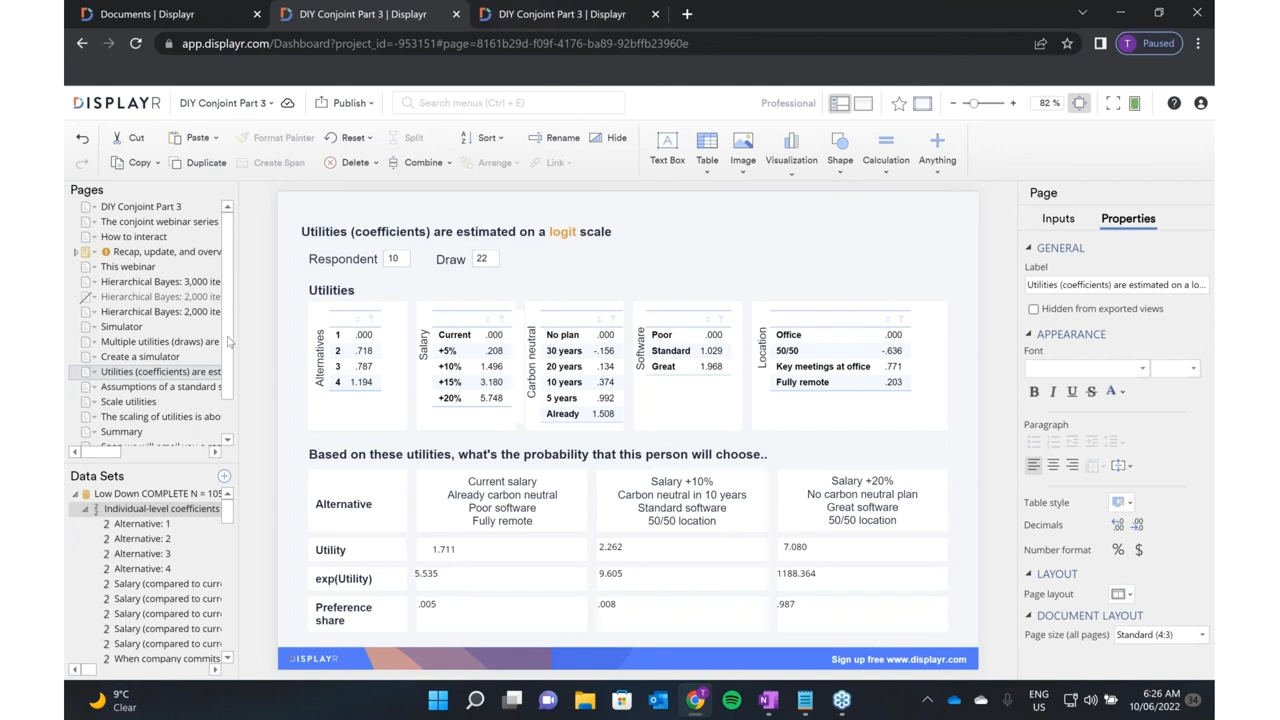 Documents | Displayr
DIY Conjoint Part 3 | Displayr
DIY Conjoint Part 3 | Displayr
app.displayr.com/Dashboard?project_id=-953151#page=8161b29d-f09f-4176-ba89-92bffb23960e
T Paused
DISPLAYR DIY Conjoint Part 3 Publish Search menus (Ctrl + E) Professional 82 %
Cut Paste Format Painter Reset Split Sort Rename Hide
Copy Duplicate Create Span Delete Combine Arrange Link
Text Box Table Image Visualization Shape Calculation Anything
Pages
DIY Conjoint Part 3
The conjoint webinar series
How to interact
Recap, update, and overv
This webinar
Hierarchical Bayes: 3,000 ite
Hierarchical Bayes: 2,000 ite
Hierarchical Bayes: 2,000 ite
Simulator
Multiple utilities (draws) are
Create a simulator
Utilities (coefficients) are est
Assumptions of a standard s
Scale utilities
The scaling of utilities is abo
Summary
Data Sets
Low Down COMPLETE N = 105
Individual-level coefficients
2 Alternative: 1
2 Alternative: 2
2 Alternative: 3
2 Alternative: 4
2 Salary (compared to curre
2 Salary (compared to curre
2 Salary (compared to curre
2 Salary (compared to curre
2 Salary (compared to curre
2 When company commits
Utilities (coefficients) are estimated on a logit scale
Respondent 10 Draw 22
Utilities
Alternatives
1 .000
2 .718
3 .787
4 1.194
Salary
Current .000
+5% .208
+10% 1.496
+15% 3.180
+20% 5.748
Carbon neutral
No plan .000
30 years -.156
20 years .134
10 years .374
5 years .992
Already 1.508
Software
Poor .000
Standard 1.029
Great 1.968
Location
Office .000
50/50 -.636
Key meetings at office .771
Fully remote .203
Based on these utilities, what's the probability that this person will choose..
Alternative
Current salary
Already carbon neutral
Poor software
Fully remote
Salary +10%
Carbon neutral in 10 years
Standard software
50/50 location
Salary +20%
No carbon neutral plan
Great software
50/50 location
Utility 1.711 2.262 7.080
exp(Utility) 5.535 9.605 1188.364
Preference share .005 .008 .987
DISPLAYR Sign up free www.displayr.com
Page
Inputs Properties
GENERAL
Label
Utilities (coefficients) are estimated on a lo...
Hidden from exported views
APPEARANCE
Font
B I U S A
Paragraph
Table style
Decimals
Number format % $
LAYOUT
Page layout
DOCUMENT LAYOUT
Page size (all pages) Standard (4:3)
9°C
Clear
ENG
US
6:26 AM
10/06/2022
34